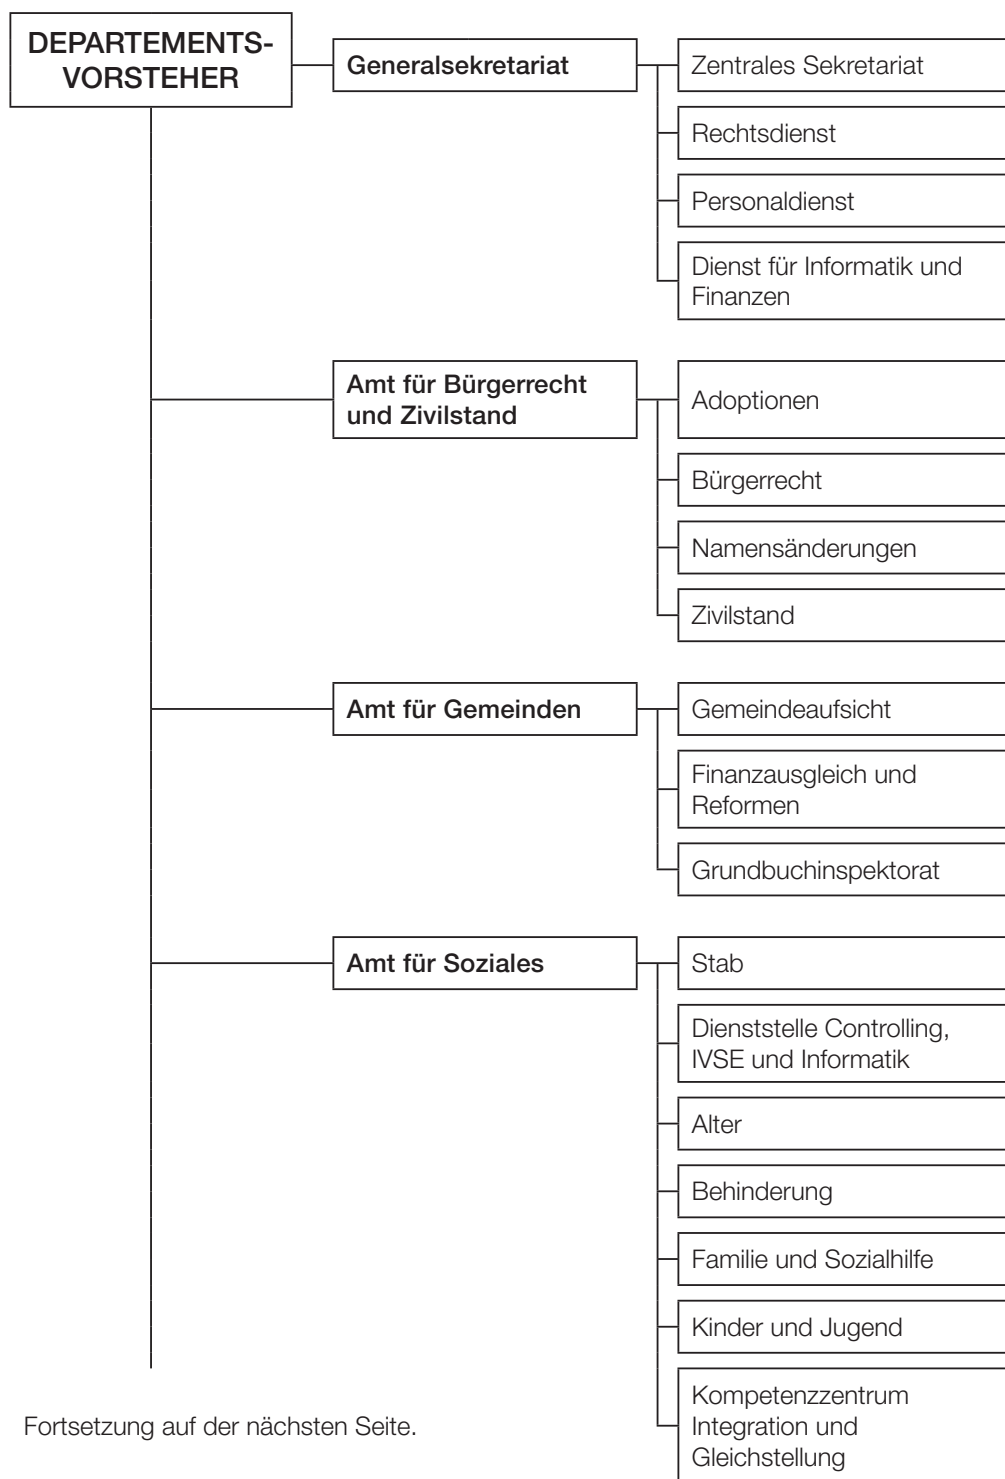 DEPARTEMENTS-
VORSTEHER
Generalsekretariat
Zentrales Sekretariat
Rechtsdienst
Personaldienst
Dienst für Informatik und
Finanzen
Amt für Bürgerrecht
und Zivilstand
Adoptionen
Bürgerrecht
Namensänderungen
Zivilstand
Amt für Gemeinden
Gemeindeaufsicht
Finanzausgleich und
Reformen
Grundbuchinspektorat
Amt für Soziales
Stab
Dienststelle Controlling,
IVSE und Informatik
Alter
Behinderung
Familie und Sozialhilfe
Kinder und Jugend
Kompetenzzentrum
Integration und
Gleichstellung
Fortsetzung auf der nächsten Seite.